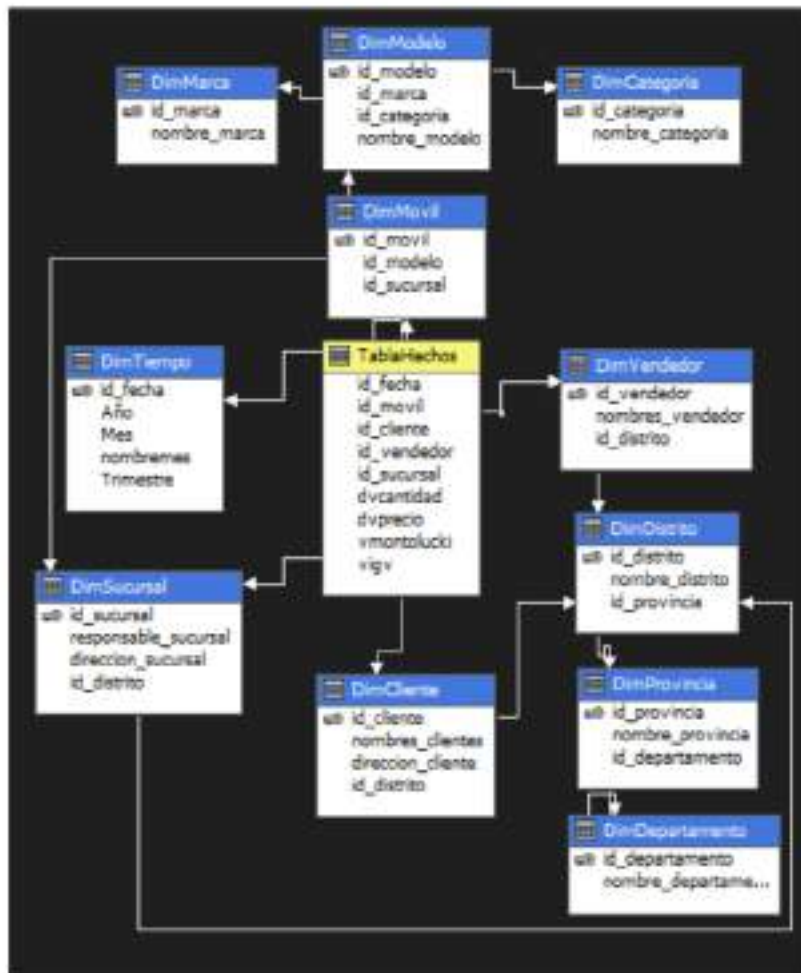 DimModelo
id_modelo
id_marca
id_categoria
nombre_modelo
DimMarca
id_marca
nombre_marca
DimCategoria
id_categoria
nombre_categoria
DimMovil
id_movil
id_modelo
id_sucursal
DimTiempo
id_fecha
Año
Mes
nombremes
Trimestre
TablaHechos
id_fecha
id_movil
id_cliente
id_vendedor
id_sucursal
dvcantidad
dvprecio
vmontolucki
vigv
DimVendedor
id_vendedor
nombres_vendedor
id_distrito
DimDistrito
id_distrito
nombre_distrito
id_provincia
DimSucursal
id_sucursal
responsable_sucursal
direccion_sucursal
id_distrito
DimCliente
id_cliente
nombres_clientes
direccion_cliente
id_distrito
DimProvincia
id_provincia
nombre_provincia
id_departamento
DimDepartamento
id_departamento
nombre_departame...